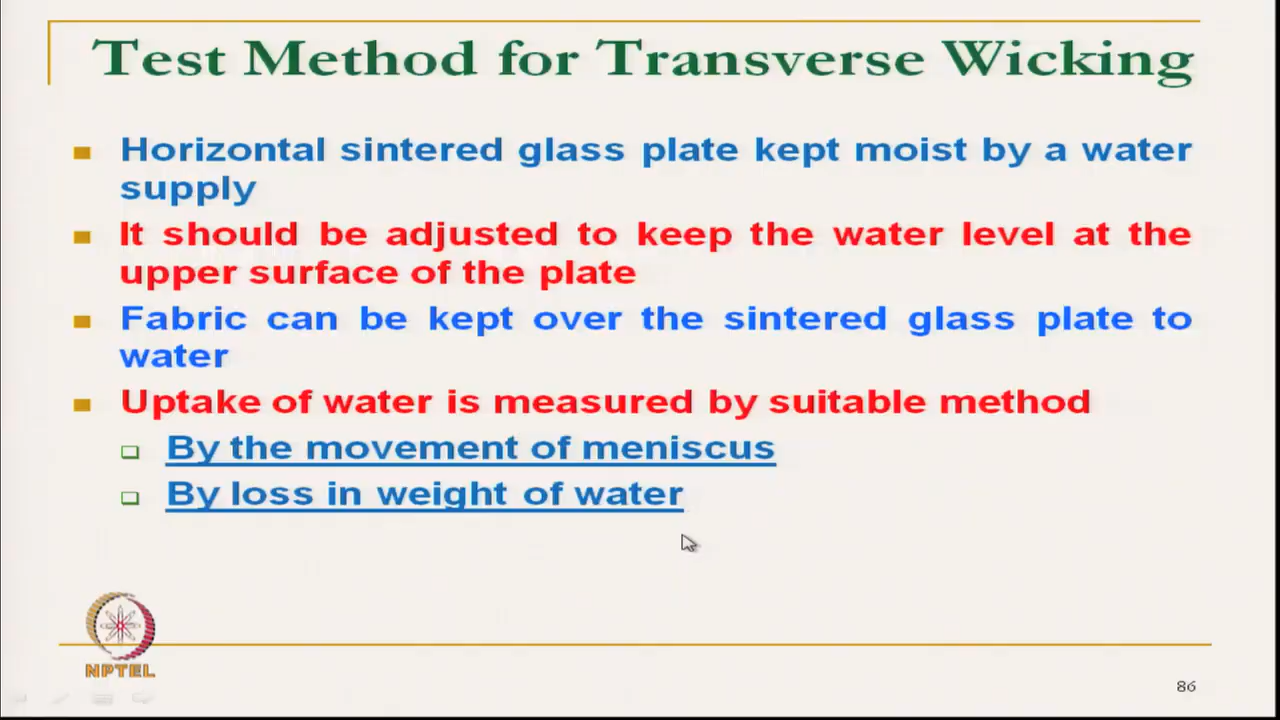 Test Method for Transverse Wicking
Horizontal sintered glass plate kept moist by a water
supply
It should be adjusted to keep the water level at the
upper surface of the plate
Fabric can be kept over the sintered glass plate to
water
Uptake of water is measured by suitable method
By the movement of meniscus
By loss in weight of water
NPTEL
86